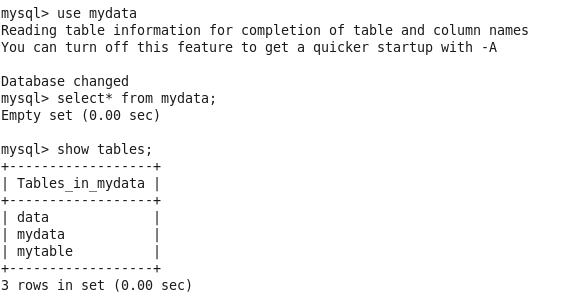 mysql> use mydata
Reading table information for completion of table and column names
You can turn off this feature to get a quicker startup with -A

Database changed
mysql> select* from mydata;
Empty set (0.00 sec)

mysql> show tables;
+------------------+
| Tables_in_mydata |
+------------------+
| data             |
| mydata           |
| mytable          |
+------------------+
3 rows in set (0.00 sec)